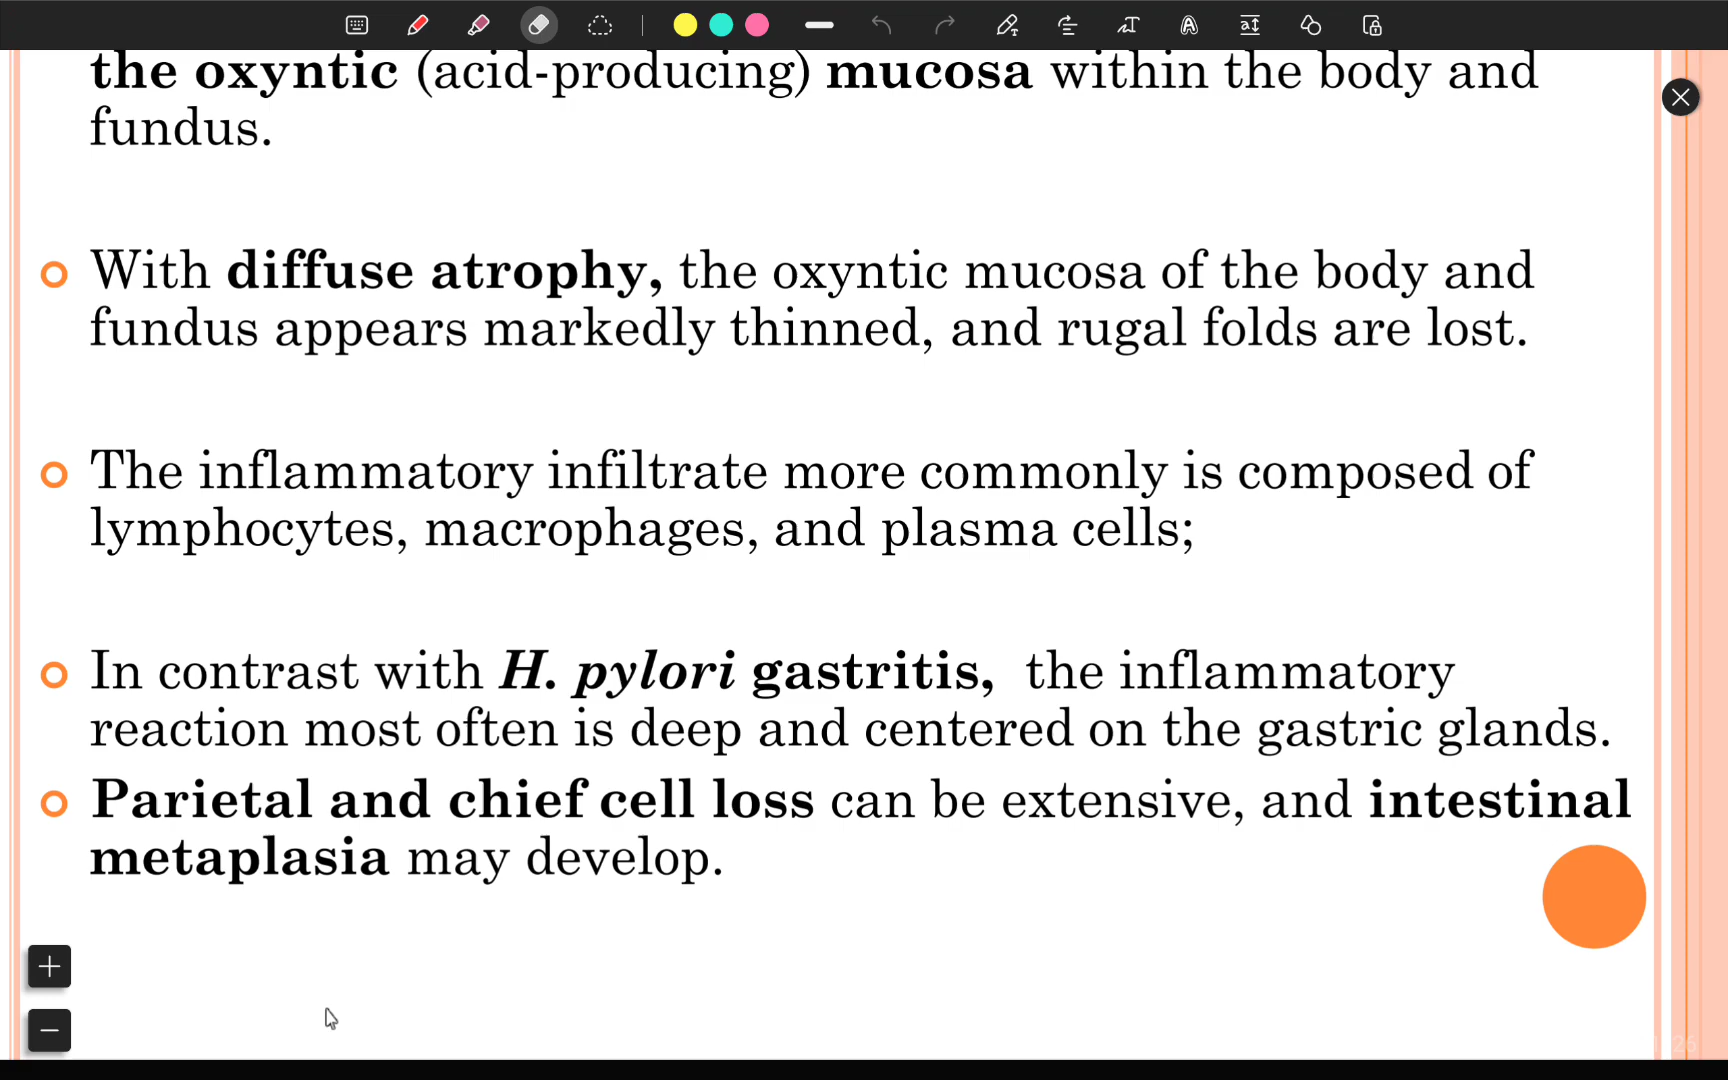 the oxyntic (acid-producing) mucosa within the body and
fundus.
With diffuse atrophy, the oxyntic mucosa of the body and
fundus appears markedly thinned, and rugal folds are lost.
The inflammatory infiltrate more commonly is composed of
lymphocytes, macrophages, and plasma cells;
In contrast with H. pylori gastritis,  the inflammatory
reaction most often is deep and centered on the gastric glands.
Parietal and chief cell loss can be extensive, and intestinal
metaplasia may develop.